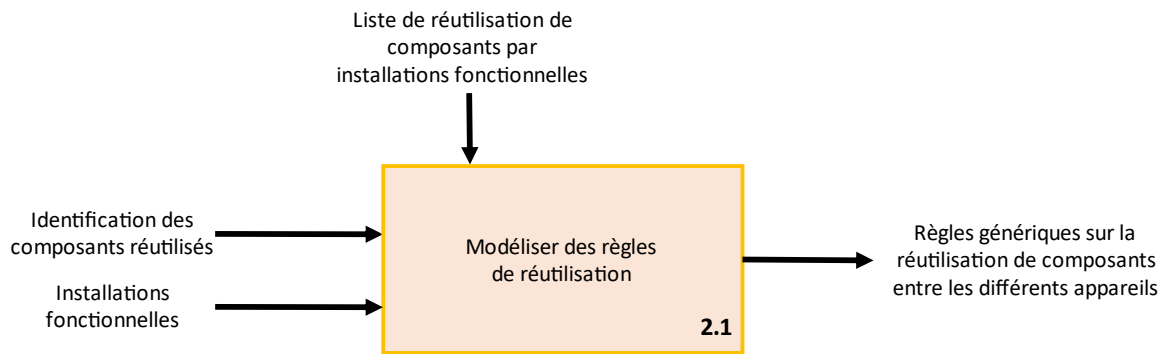 Liste de réutilisation de
composants par
installations fonctionnelles
Identification des
composants réutilisés
Installations
fonctionnelles
Modéliser des règles
de réutilisation
2.1
Règles génériques sur la
réutilisation de composants
entre les différents appareils